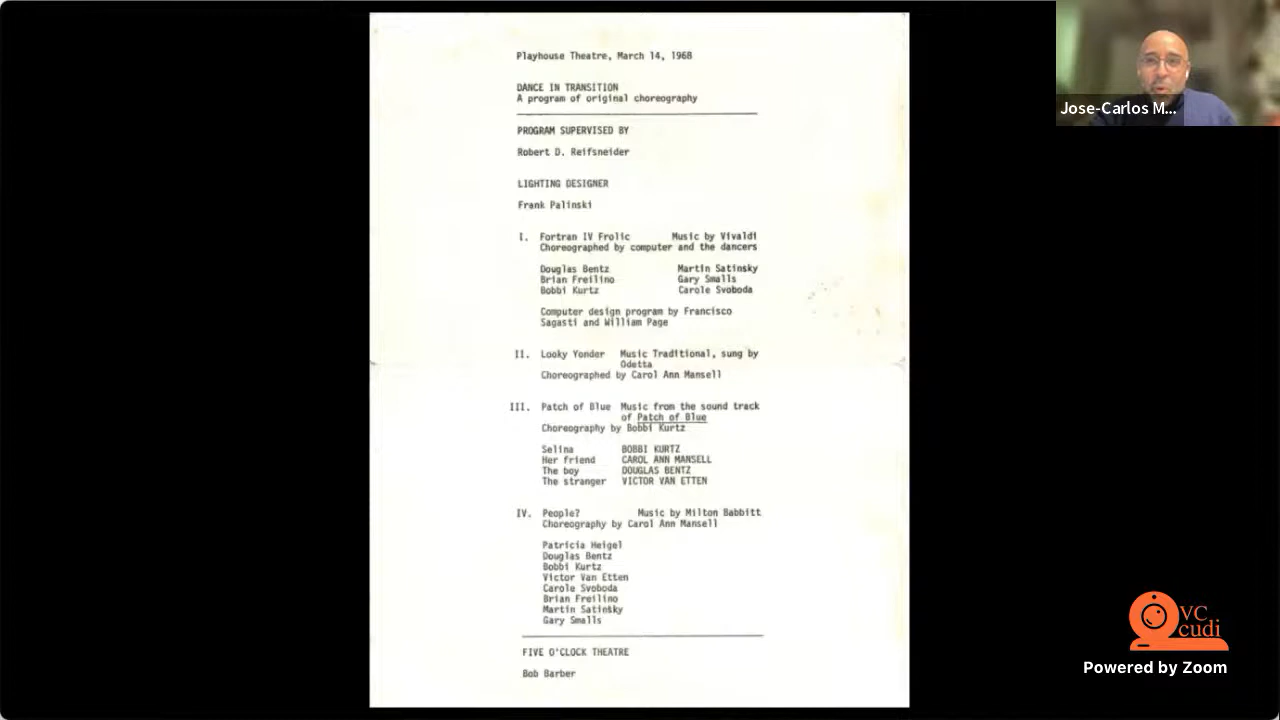 Playhouse Theatre, March 14, 1968
DANCE IN TRANSITION
A program of original choreography
PROGRAM SUPERVISED BY
Robert D. Reifsneider
LIGHTING DESIGNER
Frank Palinski
I. Fortran IV Frolic Music by Vivaldi
Choreographed by computer and the dancers
Douglas Bentz Martin Satinsky
Brian Freilino Gary Smalls
Bobbi Kurtz Carole Svoboda
Computer design program by Francisco
Sagasti and William Page
II. Looky Yonder Music Traditional, sung by
Odetta
Choreographed by Carol Ann Mansell
III. Patch of Blue Music from the sound track
of Patch of Blue
Choreography by Bobbi Kurtz
Selina BOBBI KURTZ
Her friend CAROL ANN MANSELL
The boy DOUGLAS BENTZ
The stranger VICTOR VAN ETTEN
IV. People? Music by Milton Babbitt
Choreography by Carol Ann Mansell
Patricia Heigel
Douglas Bentz
Bobbi Kurtz
Victor Van Etten
Carole Svoboda
Brian Freilino
Martin Satinsky
Gary Smalls
FIVE O'CLOCK THEATRE
Bob Barber
Jose-Carlos M...
VC
cudi
Powered by Zoom